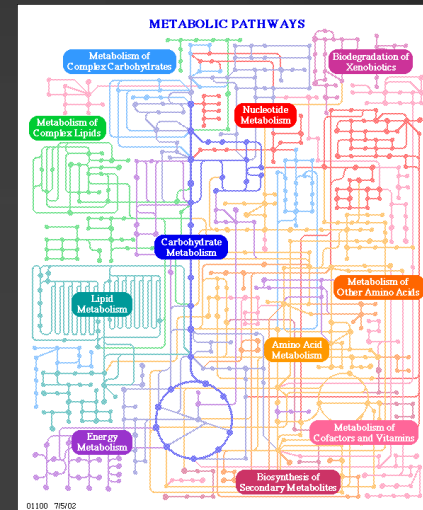 METABOLIC PATHWAYS
Metabolism of
Complex Carbohydrates
Biodegradation of
Xenobiotics
Nucleotide
Metabolism
Metabolism of
Complex Lipids
Carbohydrate
Metabolism
Metabolism of
Other Amino Acids
Lipid
Metabolism
Amino Acid
Metabolism
Metabolism of
Cofactors and Vitamins
Energy
Metabolism
Biosynthesis of
Secondary Metabolites
01100 7/5/02